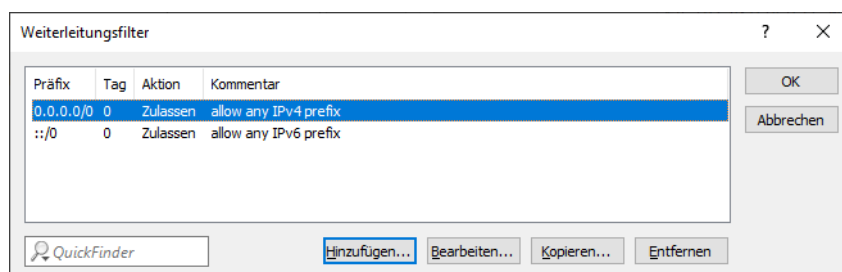 Weiterleitungsfilter ?
Präfix Tag Aktion Kommentar
0.0.0.0/0 0 Zulassen allow any IPv4 prefix
::/0 0 Zulassen allow any IPv6 prefix
OK
Abbrechen
QuickFinder
Hinzufügen... Bearbeiten... Kopieren... Entfernen